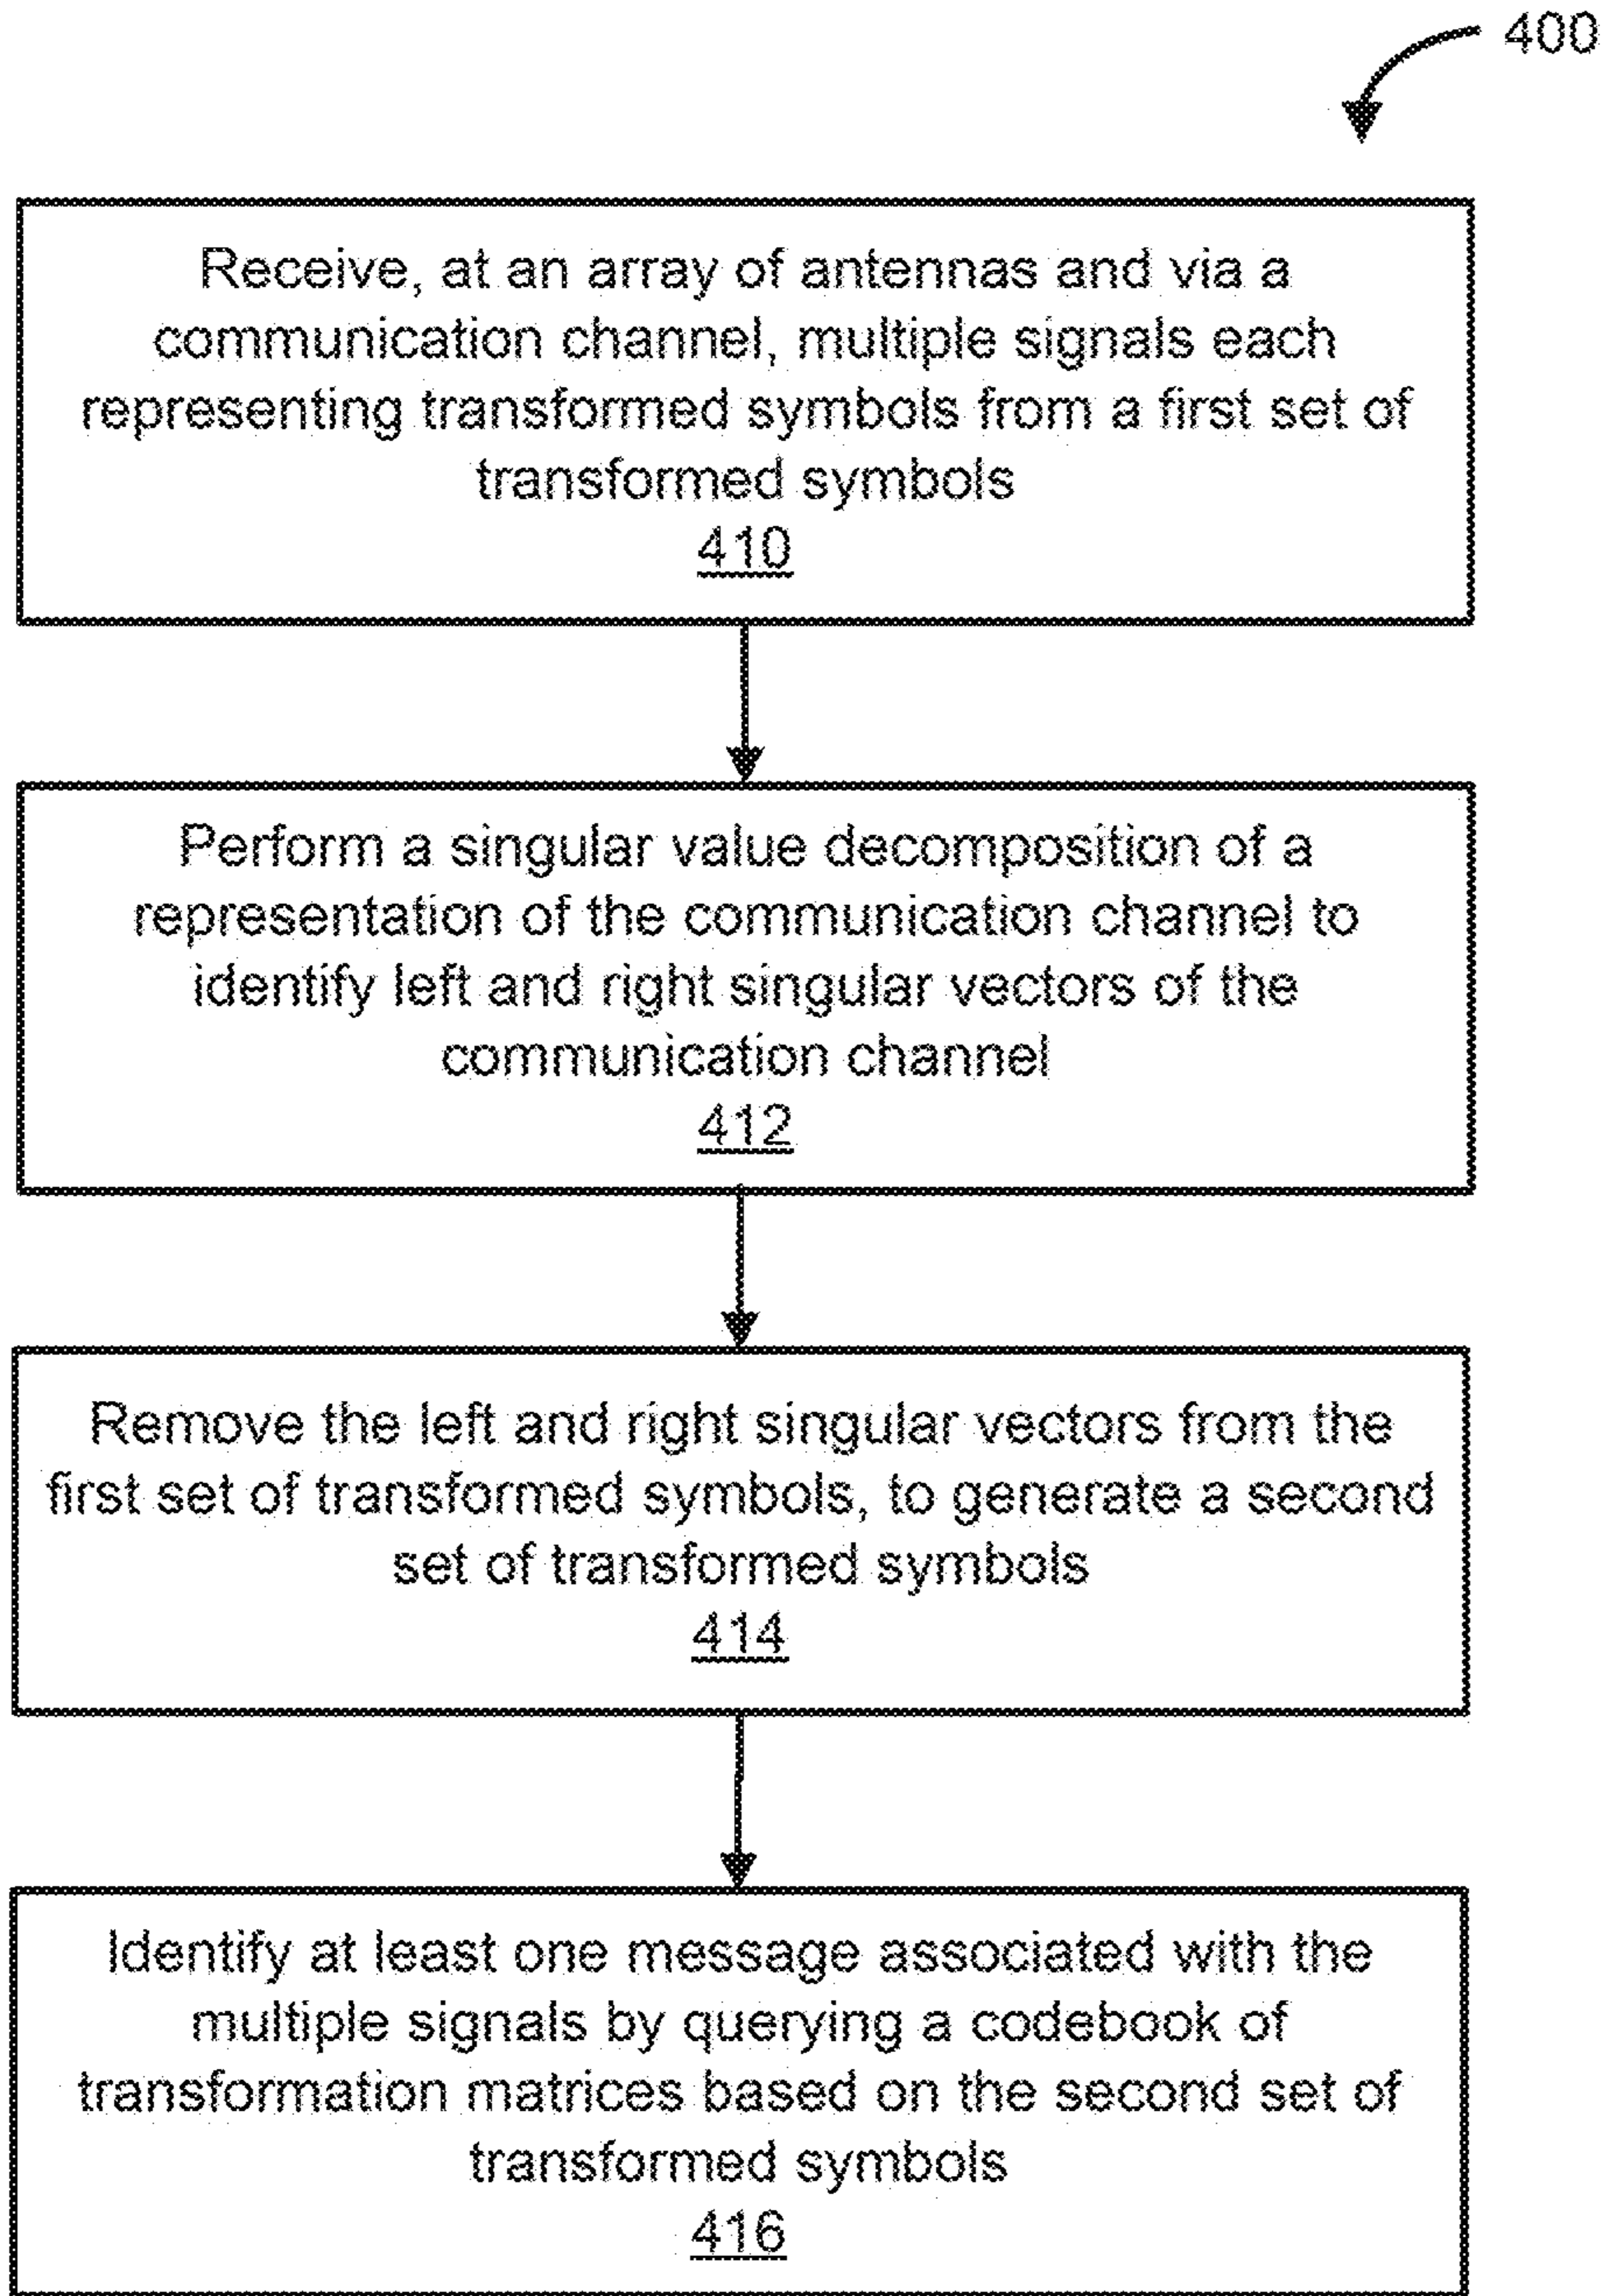 400
Receive, at an array of antennas and via a
communication channel, multiple signals each
representing transformed symbols from a first set of
transformed symbols
410
Perform a singular value decomposition of a
representation of the communication channel to
identify left and right singular vectors of the
communication channel
412
Remove the left and right singular vectors from the
first set of transformed symbols, to generate a second
set of transformed symbols
414
Identify at least one message associated with the
multiple signals by querying a codebook of
transformation matrices based on the second set of
transformed symbols
416